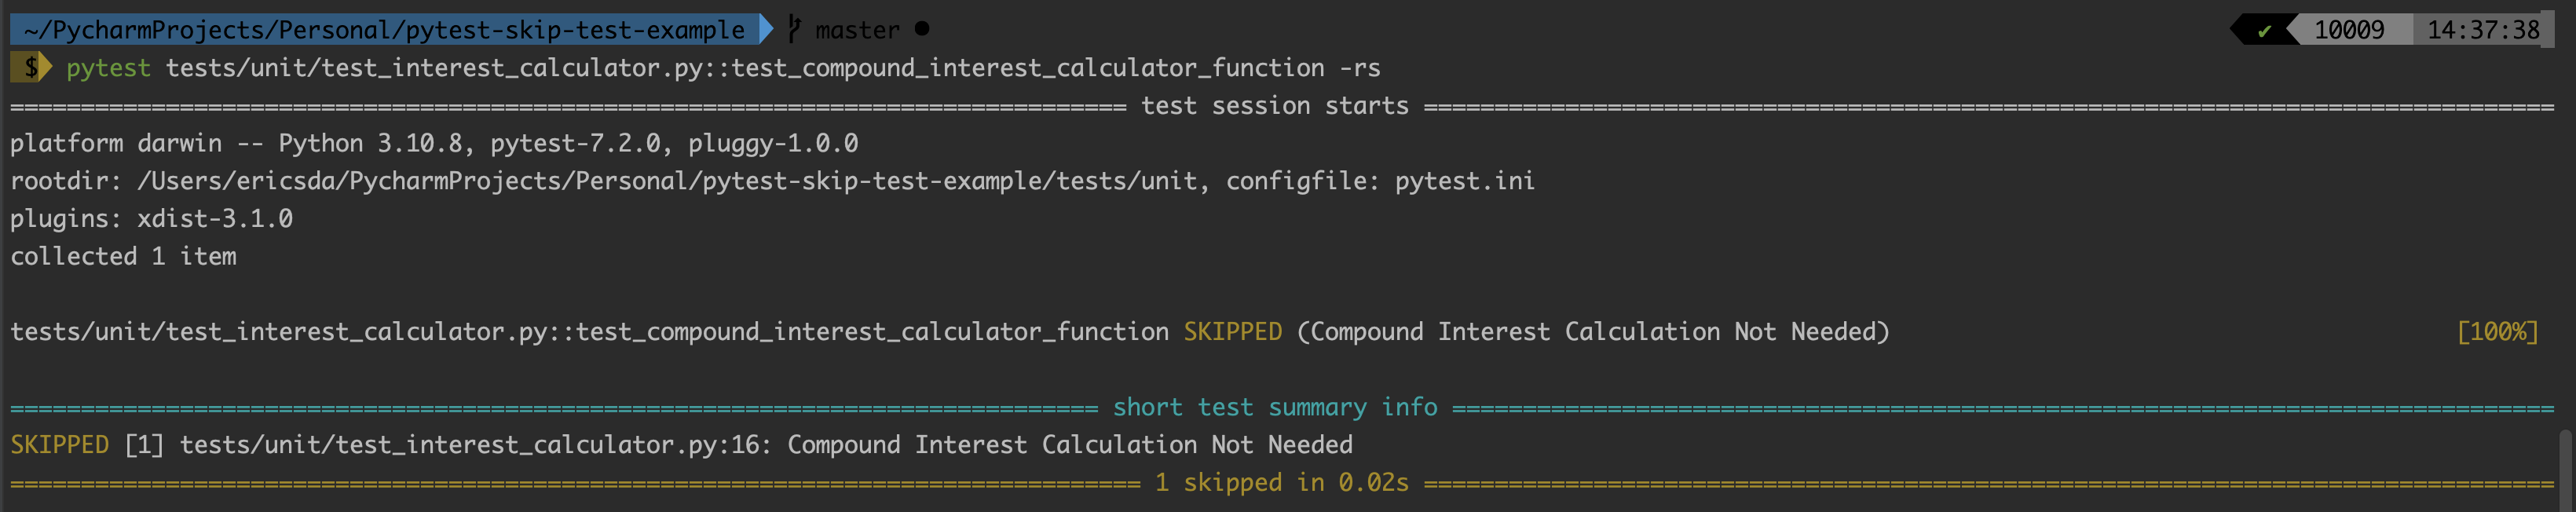 ~/PycharmProjects/Personal/pytest-skip-test-example master ● ✔ 10009 14:37:38
$ pytest tests/unit/test_interest_calculator.py::test_compound_interest_calculator_function -rs
=============================================================================== test session starts ================================================================================
platform darwin -- Python 3.10.8, pytest-7.2.0, pluggy-1.0.0
rootdir: /Users/ericsda/PycharmProjects/Personal/pytest-skip-test-example/tests/unit, configfile: pytest.ini
plugins: xdist-3.1.0
collected 1 item
tests/unit/test_interest_calculator.py::test_compound_interest_calculator_function SKIPPED (Compound Interest Calculation Not Needed) [100%]
============================================================================= short test summary info ==============================================================================
SKIPPED [1] tests/unit/test_interest_calculator.py:16: Compound Interest Calculation Not Needed
================================================================================ 1 skipped in 0.02s ================================================================================